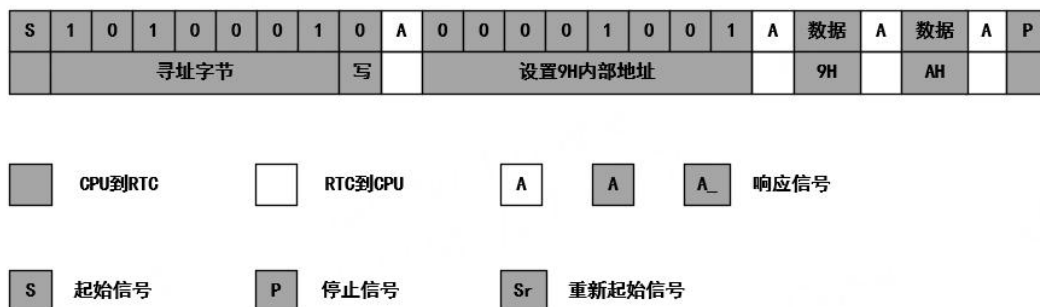 S 1 0 1 0 0 0 1 0 A 0 0 0 0 1 0 0 1 A 数据 A 数据 A P
寻址字节 写 设置9H内部地址 9H AH
CPU到RTC RTC到CPU A A A_ 响应信号
S 起始信号 P 停止信号 Sr 重新起始信号